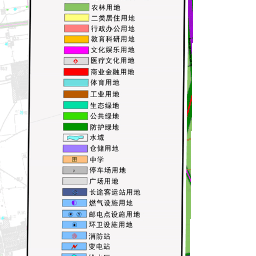 农林用地
二类居住用地
行政办公用地
教育科研用地
文化娱乐用地
医疗文化用地
商业金融用地
体育用地
工业用地
生态绿地
公共绿地
防护绿地
水域
仓储用地
中学
停车场用地
广场用地
长途客运站用地
燃气设施用地
邮电点设施用地
环卫设施用地
消防站
变电站